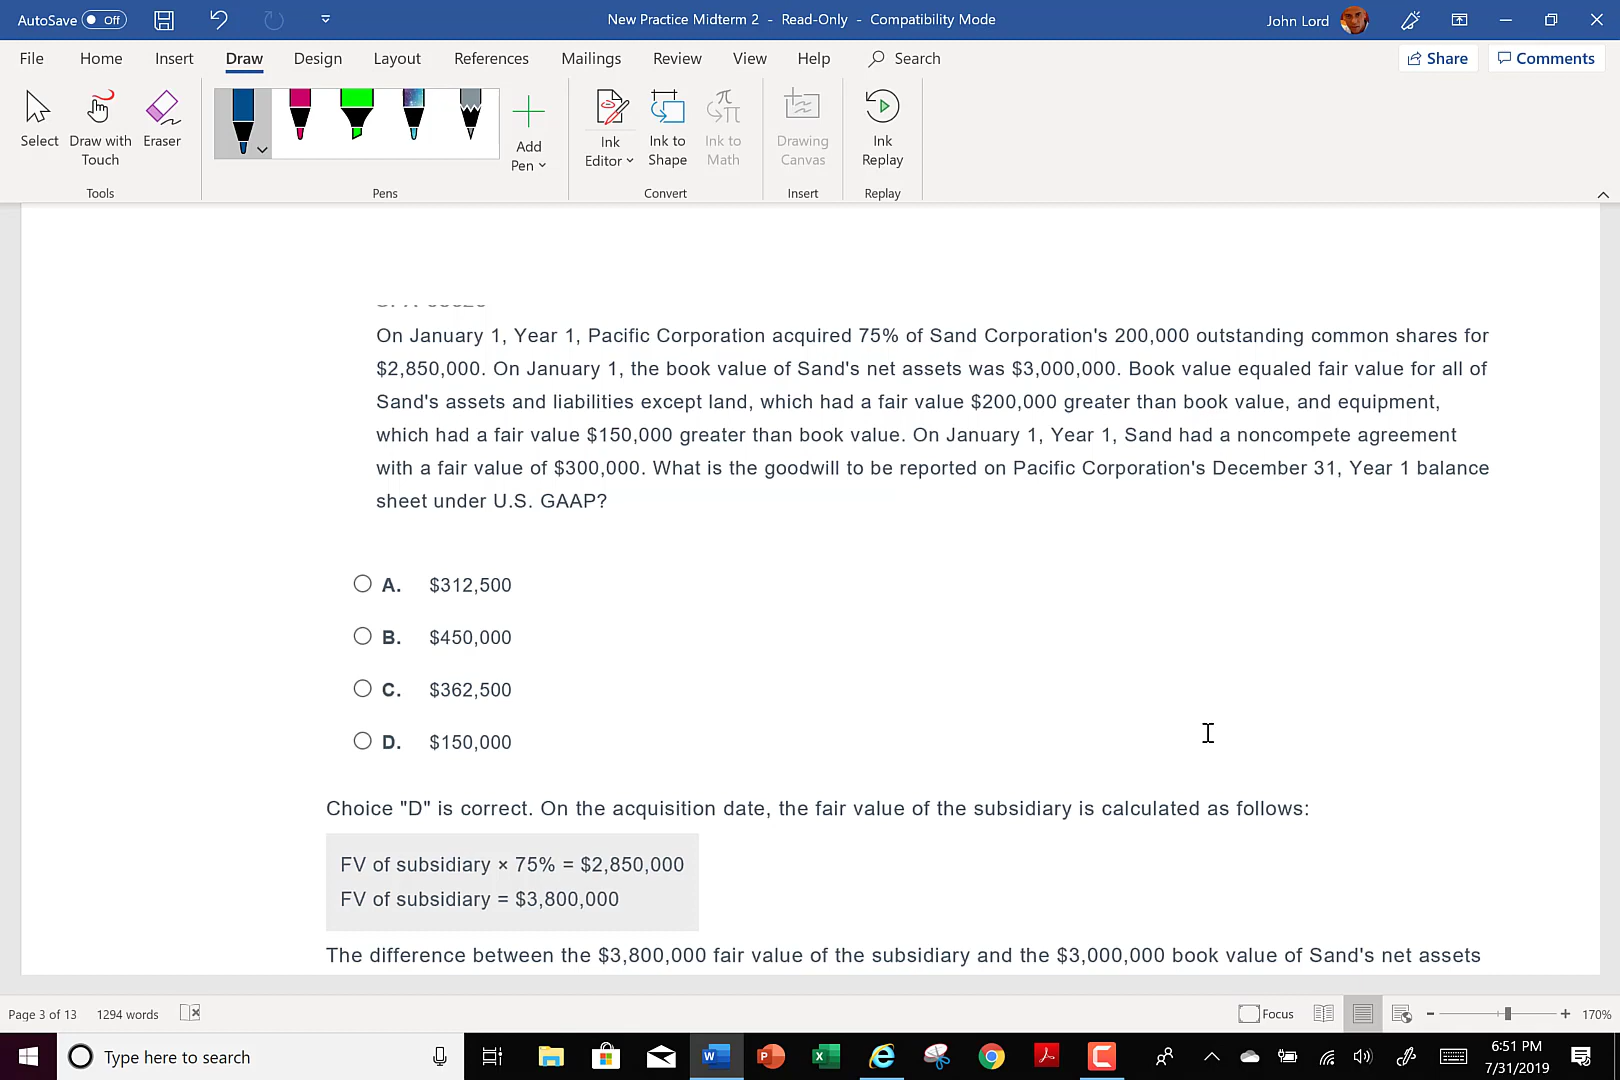 AutoSave Off
New Practice Midterm 2 - Read-Only - Compatibility Mode
John Lord
File Home Insert Draw Design Layout References Mailings Review View Help Search Share Comments
Select
Draw with Touch
Eraser
Add Pen
Ink Editor
Ink to Shape
Ink to Math
Drawing Canvas
Ink Replay
Tools Pens Convert Insert Replay
On January 1, Year 1, Pacific Corporation acquired 75% of Sand Corporation's 200,000 outstanding common shares for
$2,850,000. On January 1, the book value of Sand's net assets was $3,000,000. Book value equaled fair value for all of
Sand's assets and liabilities except land, which had a fair value $200,000 greater than book value, and equipment,
which had a fair value $150,000 greater than book value. On January 1, Year 1, Sand had a noncompete agreement
with a fair value of $300,000. What is the goodwill to be reported on Pacific Corporation's December 31, Year 1 balance
sheet under U.S. GAAP?
A. $312,500
B. $450,000
C. $362,500
D. $150,000
Choice "D" is correct. On the acquisition date, the fair value of the subsidiary is calculated as follows:
FV of subsidiary × 75% = $2,850,000
FV of subsidiary = $3,800,000
The difference between the $3,800,000 fair value of the subsidiary and the $3,000,000 book value of Sand's net assets
Page 3 of 13 1294 words Focus 170%
Type here to search
6:51 PM
7/31/2019